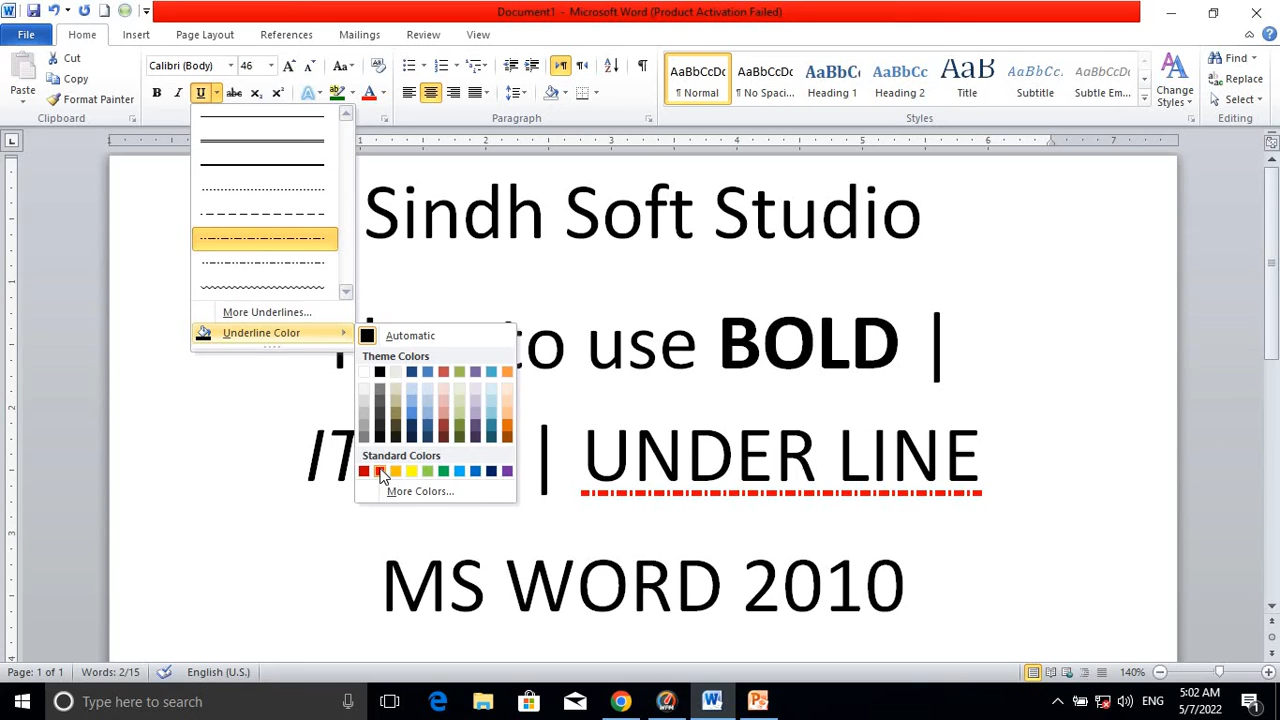 Document1 - Microsoft Word (Product Activation Failed)
File Home Insert Page Layout References Mailings Review View
Cut
Copy
Format Painter
Paste
Clipboard
Calibri (Body) 46
Paragraph
AaBbCcDc
¶ Normal
AaBbCcDc
¶ No Spaci...
AaBbCc
Heading 1
AaBbCc
Heading 2
AaB
Title
AaBbCc.
Subtitle
AaBbCcDc
Subtle Em...
Change
Styles
Styles
Find
Replace
Select
Editing
More Underlines...
Underline Color
Automatic
Theme Colors
Standard Colors
More Colors...
Sindh Soft Studio
to use BOLD |
| UNDER LINE
MS WORD 2010
Page: 1 of 1 Words: 2/15 English (U.S.) 140%
Type here to search
ENG
5:02 AM
5/7/2022